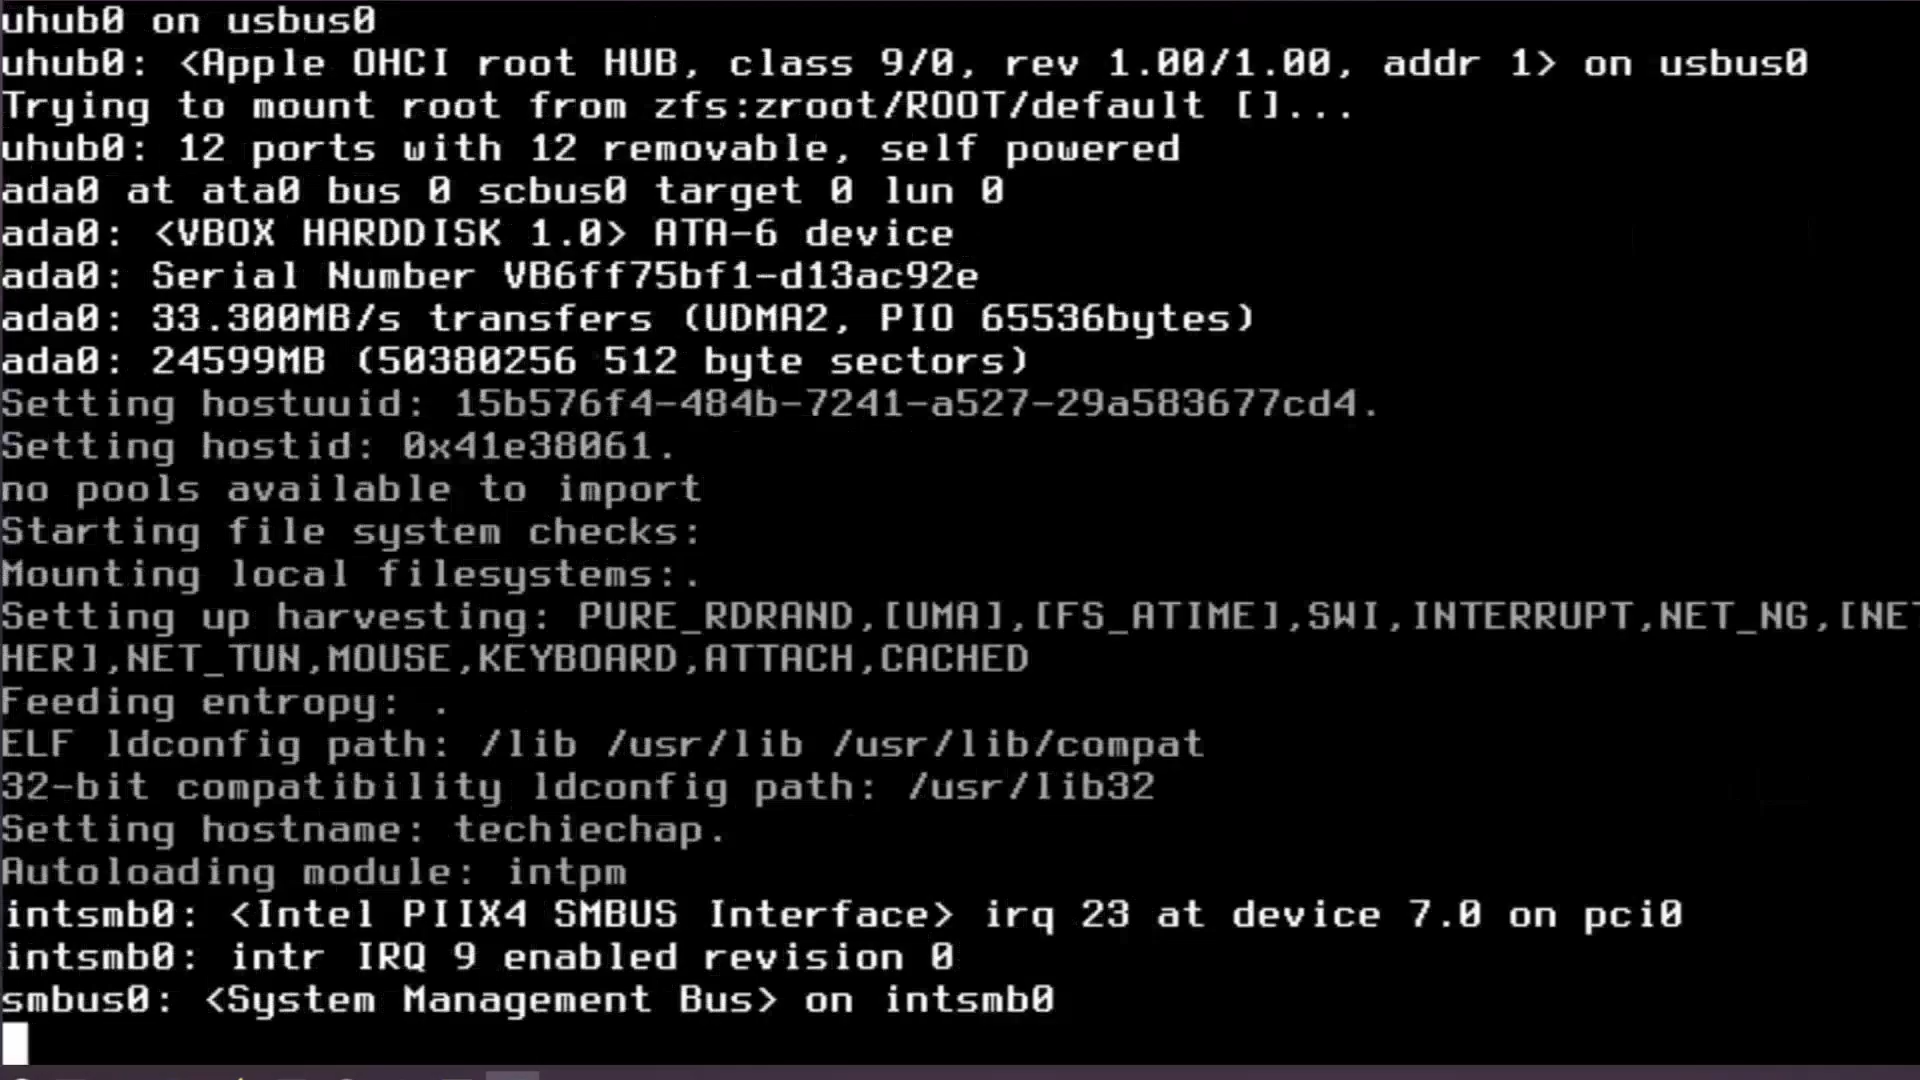 uhub0 on usbus0
uhub0: <Apple OHCI root HUB, class 9/0, rev 1.00/1.00, addr 1> on usbus0
Trying to mount root from zfs:zroot/ROOT/default []...
uhub0: 12 ports with 12 removable, self powered
ada0 at ata0 bus 0 scbus0 target 0 lun 0
ada0: <VBOX HARDDISK 1.0> ATA-6 device
ada0: Serial Number VB6ff75bf1-d13ac92e
ada0: 33.300MB/s transfers (UDMA2, PIO 65536bytes)
ada0: 24599MB (50380256 512 byte sectors)
Setting hostuuid: 15b576f4-484b-7241-a527-29a583677cd4.
Setting hostid: 0x41e38061.
no pools available to import
Starting file system checks:
Mounting local filesystems:.
Setting up harvesting: PURE_RDRAND,[UMA],[FS_ATIME],SWI,INTERRUPT,NET_NG,[NET
HER],NET_TUN,MOUSE,KEYBOARD,ATTACH,CACHED
Feeding entropy: .
ELF ldconfig path: /lib /usr/lib /usr/lib/compat
32-bit compatibility ldconfig path: /usr/lib32
Setting hostname: techiechap.
Autoloading module: intpm
intsmb0: <Intel PIIX4 SMBUS Interface> irq 23 at device 7.0 on pci0
intsmb0: intr IRQ 9 enabled revision 0
smbus0: <System Management Bus> on intsmb0